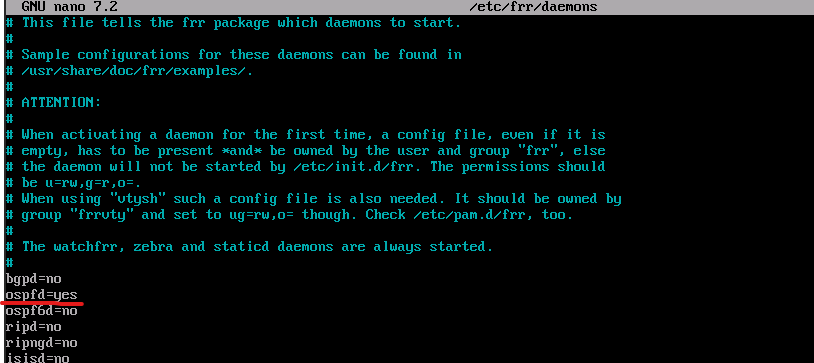 GNU nano 7.2 /etc/frr/daemons
# This file tells the frr package which daemons to start.
#
# Sample configurations for these daemons can be found in
# /usr/share/doc/frr/examples/.
#
# ATTENTION:
#
# When activating a daemon for the first time, a config file, even if it is
# empty, has to be present *and* be owned by the user and group "frr", else
# the daemon will not be started by /etc/init.d/frr. The permissions should
# be u=rw,g=r,o=.
# When using "vtysh" such a config file is also needed. It should be owned by
# group "frrvty" and set to ug=rw,o= though. Check /etc/pam.d/frr, too.
#
# The watchfrr, zebra and staticd daemons are always started.
#
bgpd=no
ospfd=yes
ospf6d=no
ripd=no
ripngd=no
isisd=no